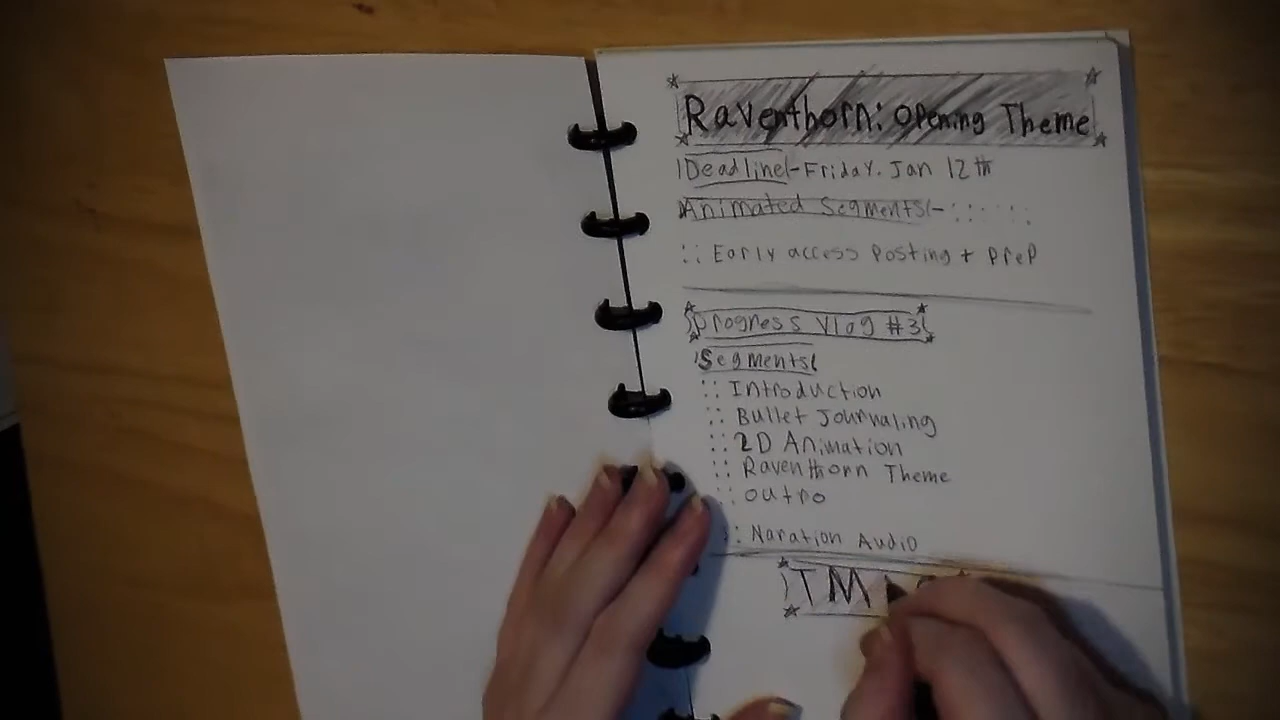 Raventhorn: Opening Theme
Deadline-Friday. Jan 12th
Animated Segments-
:: Early access Posting + PreP
Progress Vlog #3
Segments
:: Introduction
:: Bullet Journaling
:: 2D Animation
:: Raventhorn Theme
:: Outro
:: Naration Audio
TM